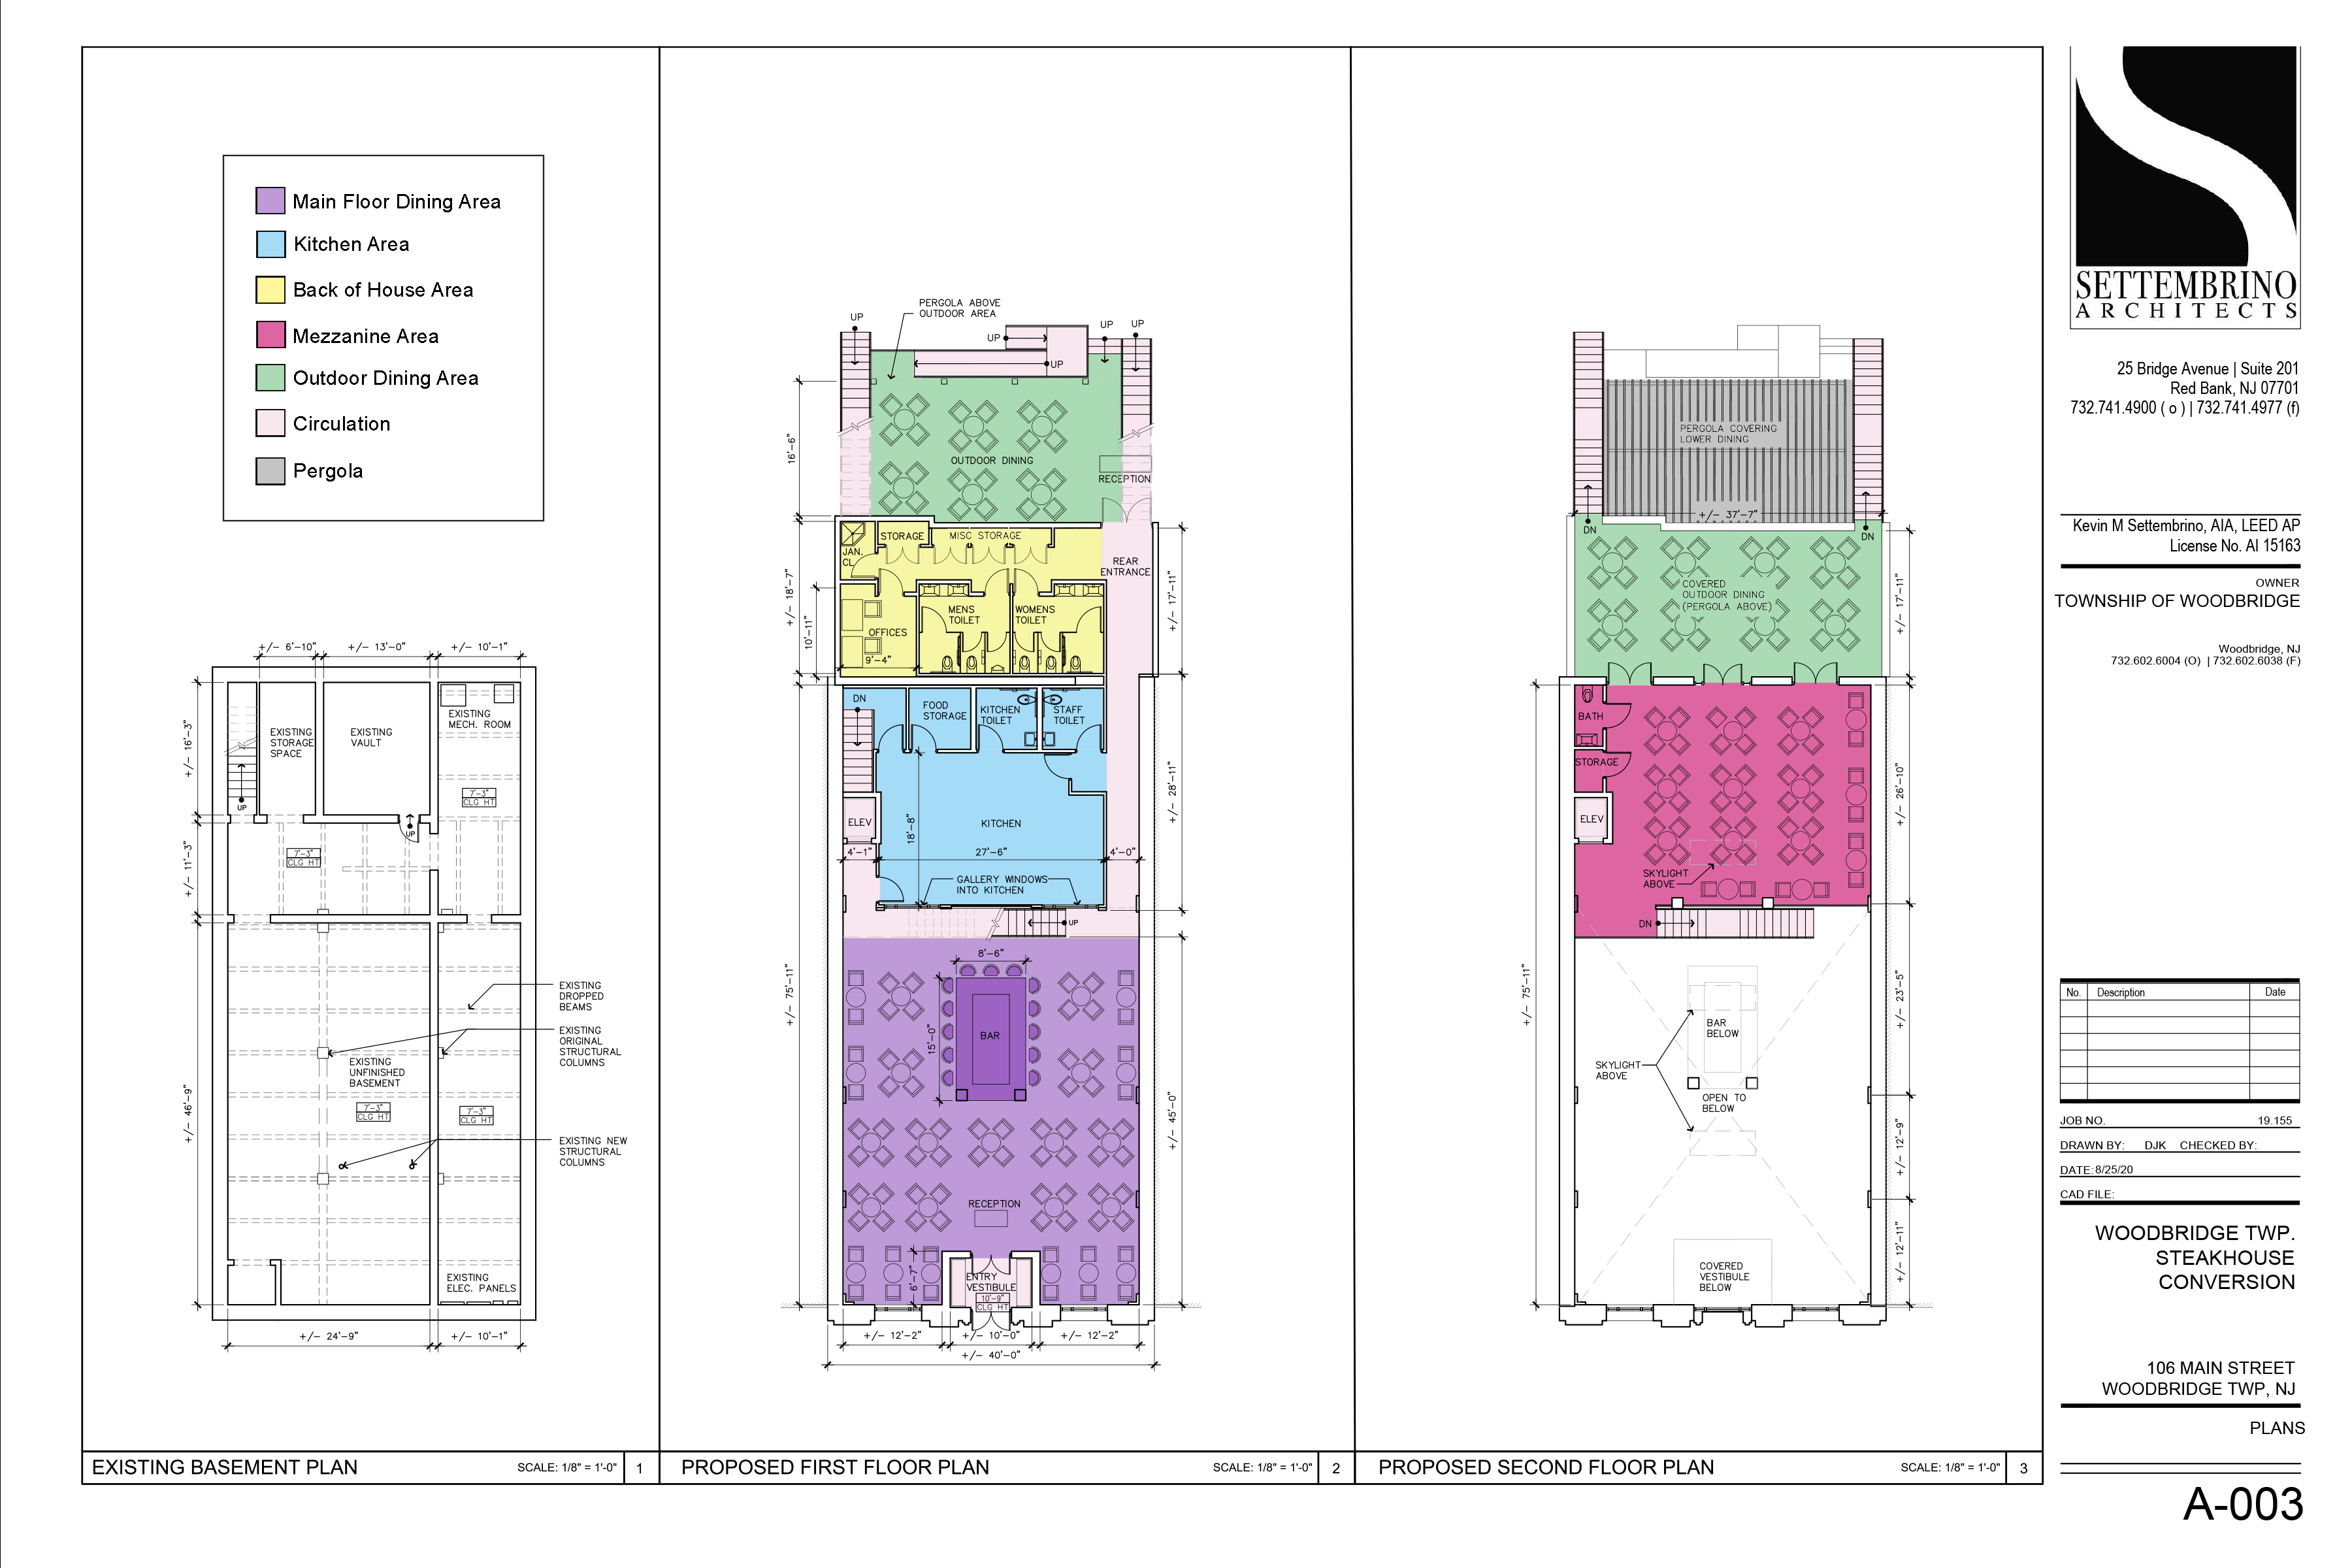 Main Floor Dining Area
Kitchen Area
Back of House Area
Mezzanine Area
Outdoor Dining Area
Circulation
Pergola
+/- 6'-10"
+/- 13'-0"
+/- 10'-1"
+/- 16'-3"
+/- 11'-3"
+/- 46'-9"
EXISTING
STORAGE
SPACE
EXISTING
VAULT
EXISTING
MECH. ROOM
UP
UP
7'-3"
CLG HT
7'-3"
CLG HT
EXISTING
DROPPED
BEAMS
EXISTING
ORIGINAL
STRUCTURAL
COLUMNS
EXISTING
UNFINISHED
BASEMENT
7'-3"
CLG HT
7'-3"
CLG HT
EXISTING NEW
STRUCTURAL
COLUMNS
EXISTING
ELEC. PANELS
+/- 24'-9"
+/- 10'-1"
EXISTING BASEMENT PLAN
SCALE: 1/8" = 1'-0"
1
PERGOLA ABOVE
OUTDOOR AREA
UP
UP
UP
UP
UP
16'-6"
OUTDOOR DINING
RECEPTION
STORAGE
MISC STORAGE
JAN.
CL.
REAR
ENTRANCE
+/- 18'-7"
10'-11"
+/- 17'-11"
MENS
TOILET
WOMENS
TOILET
OFFICES
9'-4"
DN
FOOD
STORAGE
KITCHEN
TOILET
STAFF
TOILET
+/- 28'-11"
ELEV
18'-8"
KITCHEN
4'-1"
27'-6"
4'-0"
GALLERY WINDOWS
INTO KITCHEN
UP
8'-6"
15'-0"
BAR
+/- 75'-11"
+/- 45'-0"
RECEPTION
6'-7"
ENTRY
VESTIBULE
10'-9"
CLG HT
+/- 12'-2"
+/- 10'-0"
+/- 12'-2"
+/- 40'-0"
PROPOSED FIRST FLOOR PLAN
SCALE: 1/8" = 1'-0"
2
PERGOLA COVERING
LOWER DINING
+/- 37'-7"
DN
DN
COVERED
OUTDOOR DINING
(PERGOLA ABOVE)
+/- 17'-11"
BATH
STORAGE
ELEV
+/- 26'-10"
SKYLIGHT
ABOVE
DN
+/- 75'-11"
+/- 23'-5"
BAR
BELOW
SKYLIGHT
ABOVE
OPEN TO
BELOW
+/- 12'-9"
+/- 12'-11"
COVERED
VESTIBULE
BELOW
PROPOSED SECOND FLOOR PLAN
SCALE: 1/8" = 1'-0"
3
SETTEMBRINO
ARCHITECTS
25 Bridge Avenue | Suite 201
Red Bank, NJ 07701
732.741.4900 ( o ) | 732.741.4977 (f)
Kevin M Settembrino, AIA, LEED AP
License No. AI 15163
OWNER
TOWNSHIP OF WOODBRIDGE
Woodbridge, NJ
732.602.6004 (O) | 732.602.6038 (F)
No. Description Date
JOB NO. 19.155
DRAWN BY: DJK CHECKED BY:
DATE: 8/25/20
CAD FILE:
WOODBRIDGE TWP.
STEAKHOUSE
CONVERSION
106 MAIN STREET
WOODBRIDGE TWP, NJ
PLANS
A-003